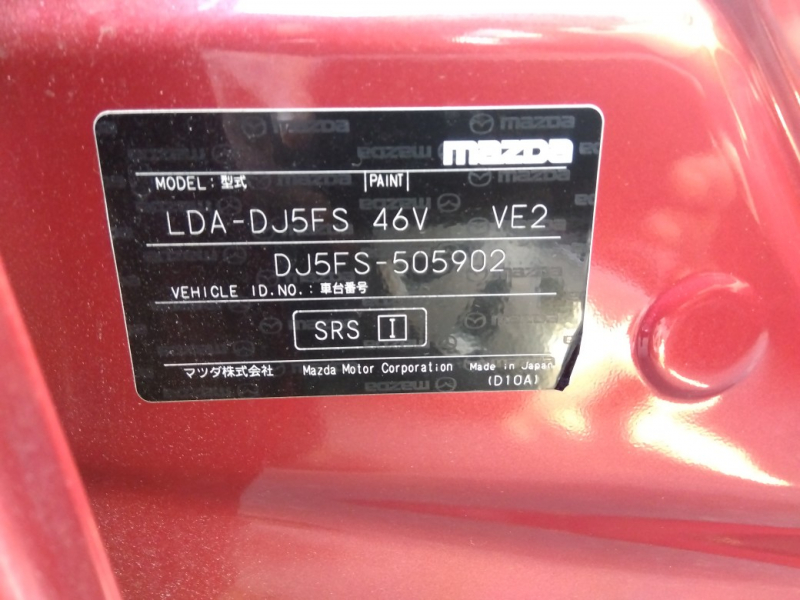 mazda
MODEL：型式 PAINT
LDA-DJ5FS 46V VE2
DJ5FS-505902
VEHICLE ID.NO.：車台番号
SRS I
マツダ株式会社 Mazda Motor Corporation Made in Japan
(D10A)